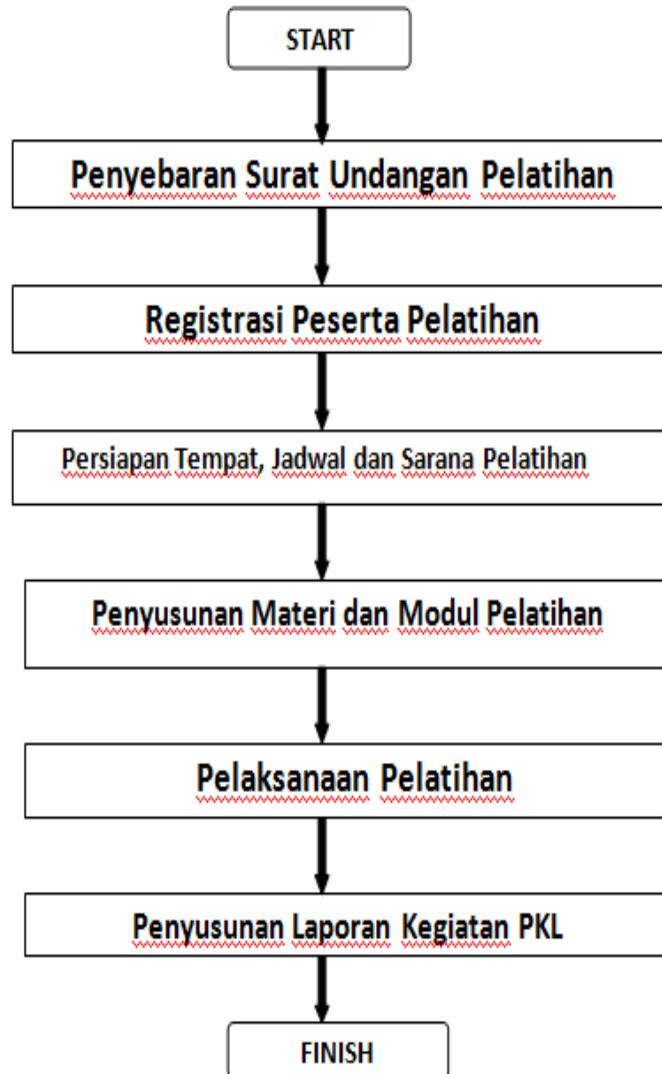 START
Penyebaran Surat Undangan Pelatihan
Registrasi Peserta Pelatihan
Persiapan Tempat, Jadwal dan Sarana Pelatihan
Penyusunan Materi dan Modul Pelatihan
Pelaksanaan Pelatihan
Penyusunan Laporan Kegiatan PKL
FINISH